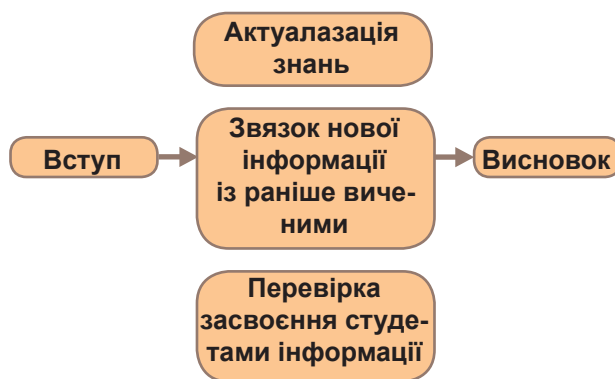 Актуалазація
знань
Вступ
Звязок нової
інформації
із раніше виче-
ними
Висновок
Перевірка
засвоєння студе-
тами інформації